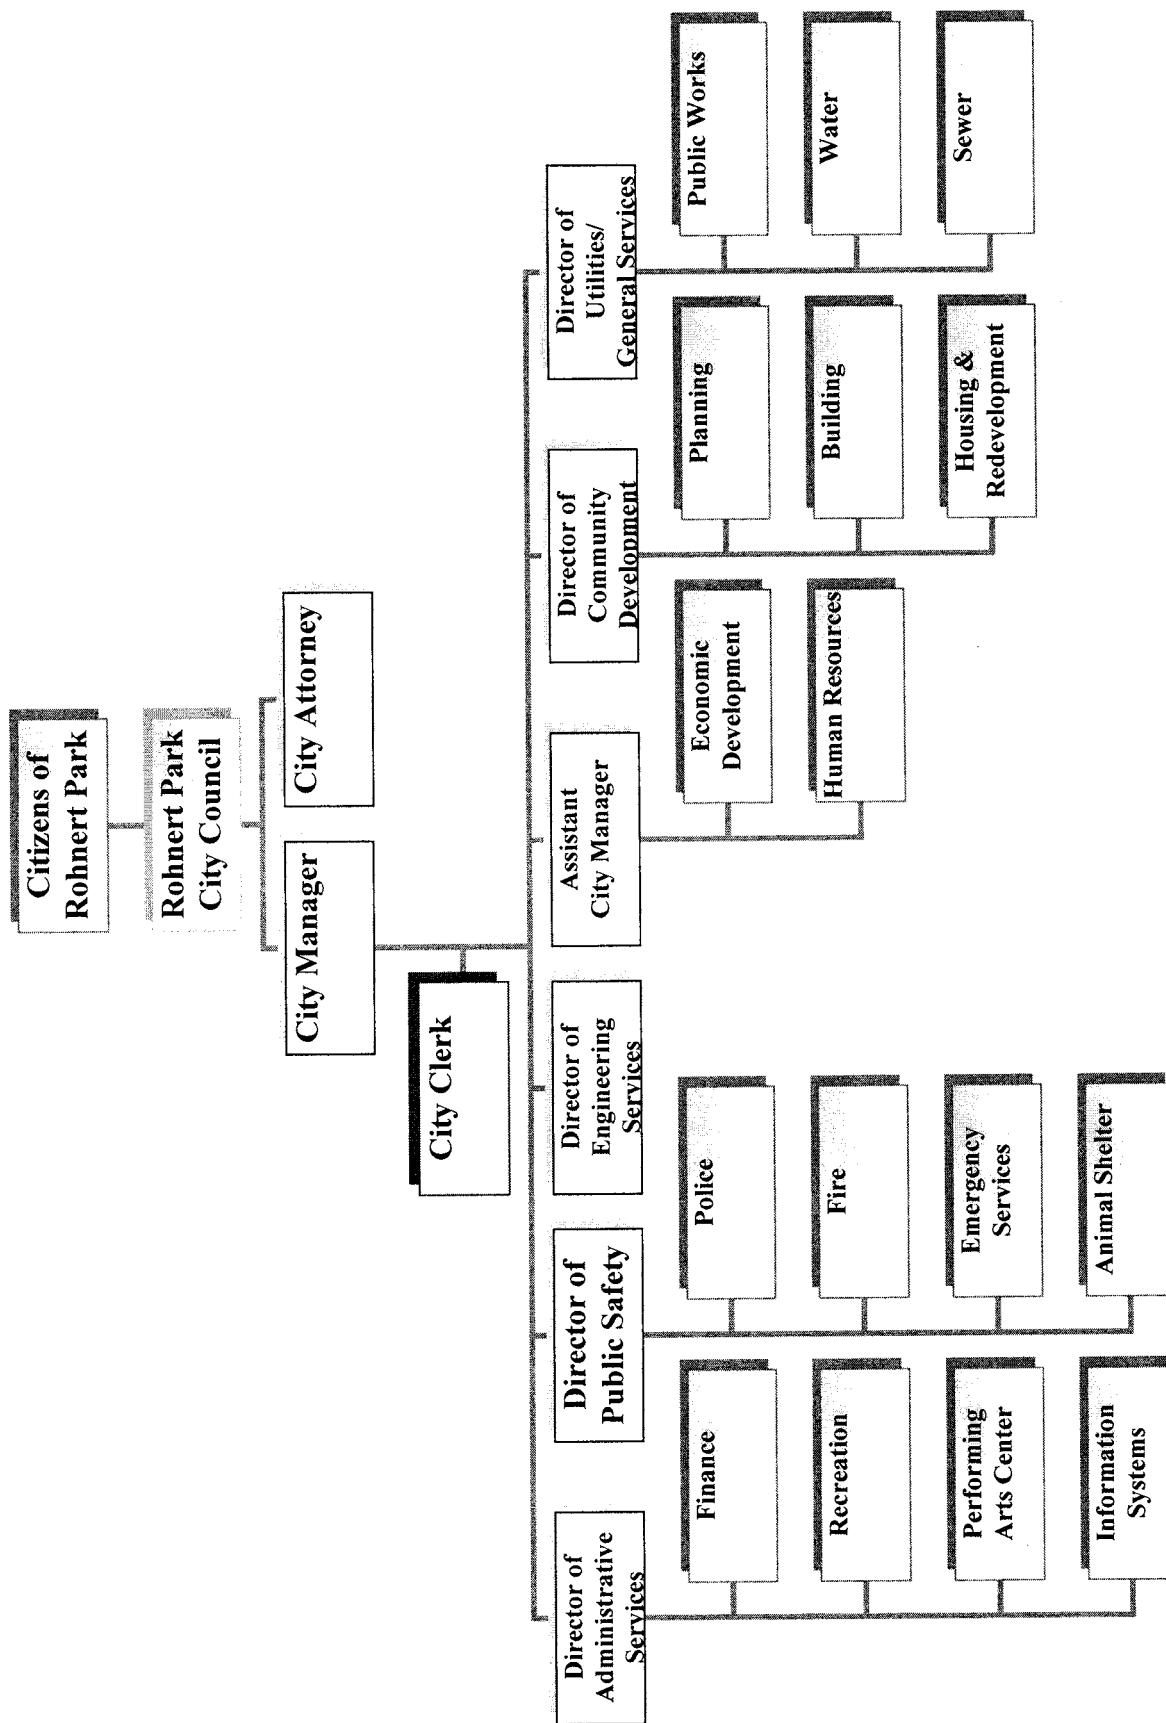 Citizens of
Rohnert Park
Rohnert Park
City Council
City Manager
City Attorney
City Clerk
Director of
Administrative
Services
Director of
Public Safety
Director of
Engineering
Services
Assistant
City Manager
Director of
Community
Development
Director of
Utilities/
General Services
Finance
Recreation
Performing
Arts Center
Information
Systems
Police
Fire
Emergency
Services
Animal Shelter
Economic
Development
Human Resources
Planning
Building
Housing &
Redevelopment
Public Works
Water
Sewer